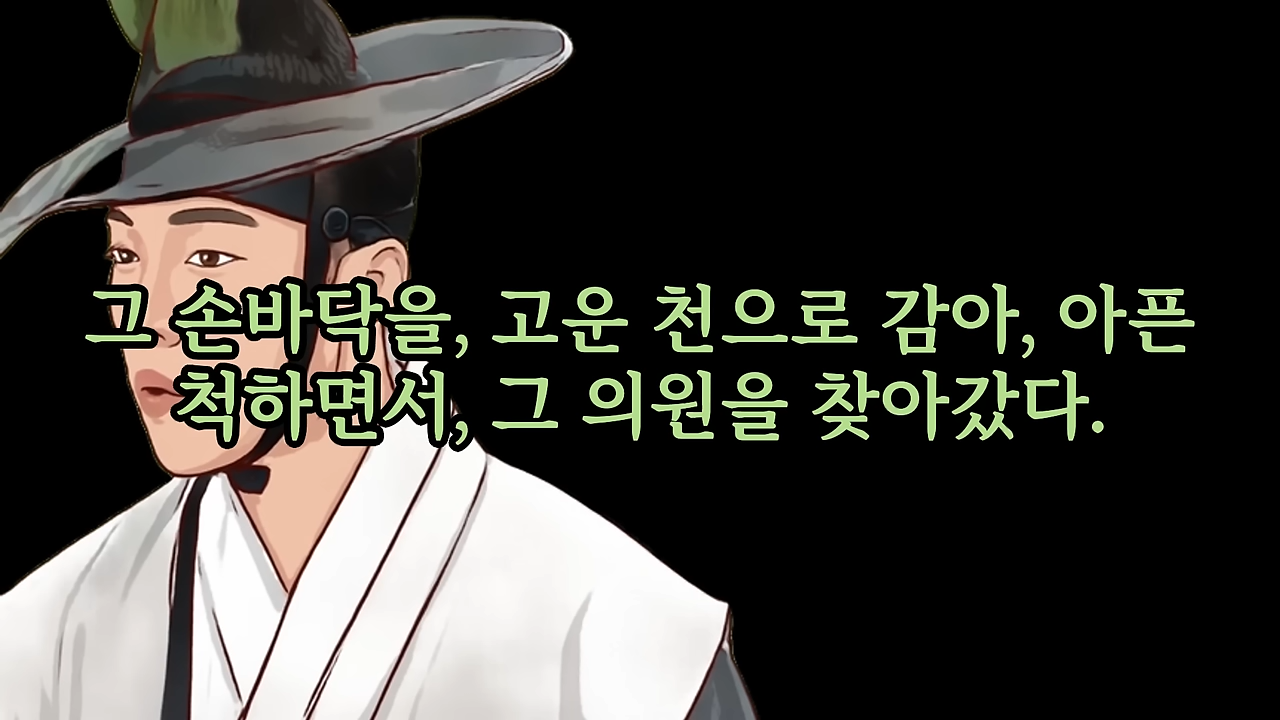 그 손바닥을, 고운 천으로 감아, 아픈
척하면서, 그 의원을 찾아갔다.